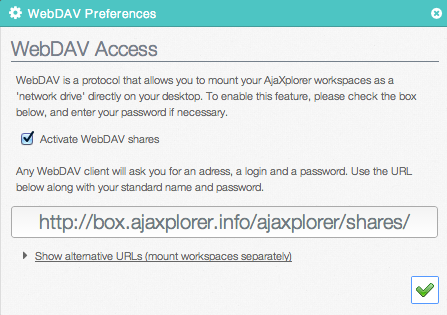 WebDAV Preferences
WebDAV Access
WebDAV is a protocol that allows you to mount your AjaXplorer workspaces as a
'network drive' directly on your desktop. To enable this feature, please check the box
below, and enter your password if necessary.
Activate WebDAV shares
Any WebDAV client will ask you for an adress, a login and a password. Use the URL
below along with your standard name and password.
http://box.ajaxplorer.info/ajaxplorer/shares/
Show alternative URLs (mount workspaces separately)